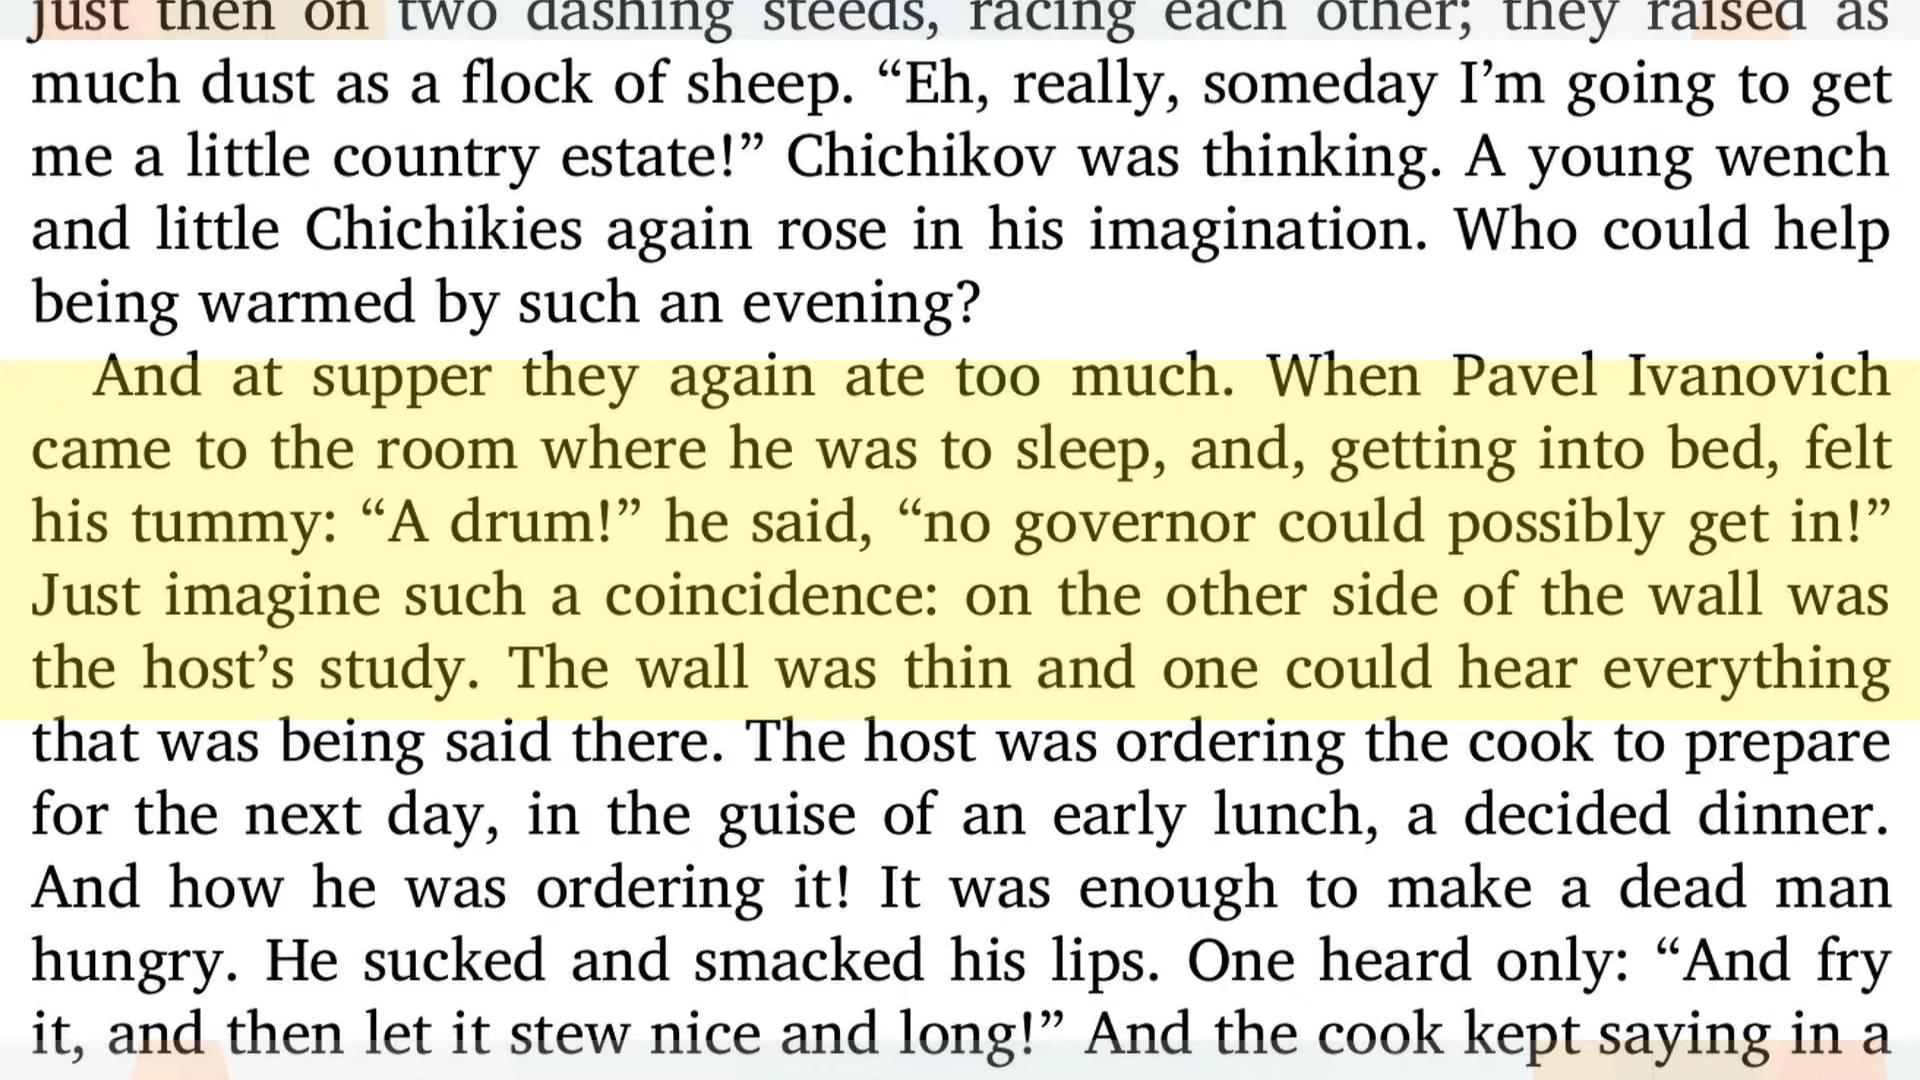 just then on two dashing steeds, racing each other; they raised as
much dust as a flock of sheep. “Eh, really, someday I’m going to get
me a little country estate!” Chichikov was thinking. A young wench
and little Chichikies again rose in his imagination. Who could help
being warmed by such an evening?
And at supper they again ate too much. When Pavel Ivanovich
came to the room where he was to sleep, and, getting into bed, felt
his tummy: “A drum!” he said, “no governor could possibly get in!”
Just imagine such a coincidence: on the other side of the wall was
the host’s study. The wall was thin and one could hear everything
that was being said there. The host was ordering the cook to prepare
for the next day, in the guise of an early lunch, a decided dinner.
And how he was ordering it! It was enough to make a dead man
hungry. He sucked and smacked his lips. One heard only: “And fry
it, and then let it stew nice and long!” And the cook kept saying in a